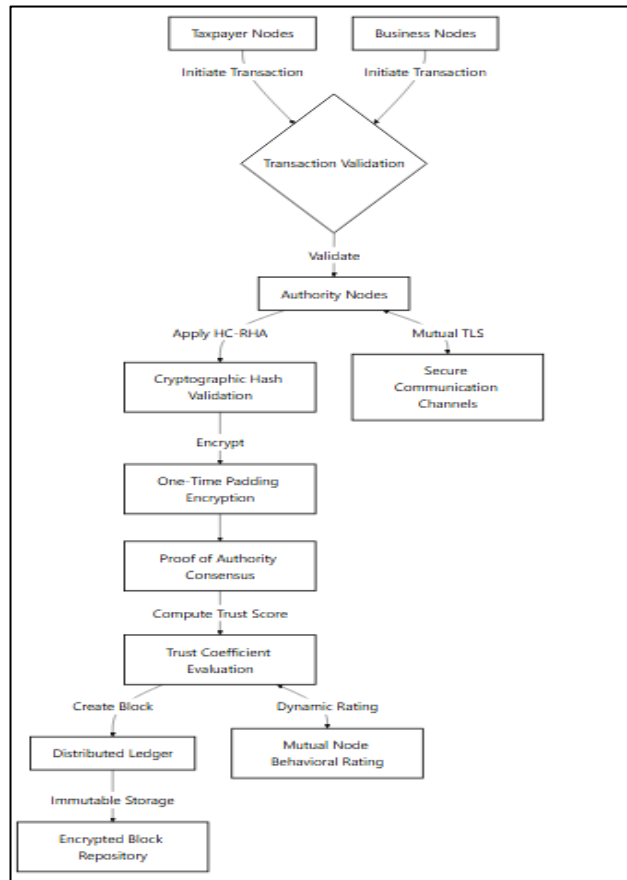 Taxpayer Nodes
Business Nodes
Initiate Transaction
Initiate Transaction
Transaction Validation
Validate
Authority Nodes
Apply HC-RHA
Mutual TLS
Cryptographic Hash
Validation
Secure
Communication
Channels
Encrypt
One-Time Padding
Encryption
Proof of Authority
Consensus
Compute Trust Score
Trust Coefficient
Evaluation
Create Block
Dynamic Rating
Distributed Ledger
Mutual Node
Behavioral Rating
Immutable Storage
Encrypted Block
Repository